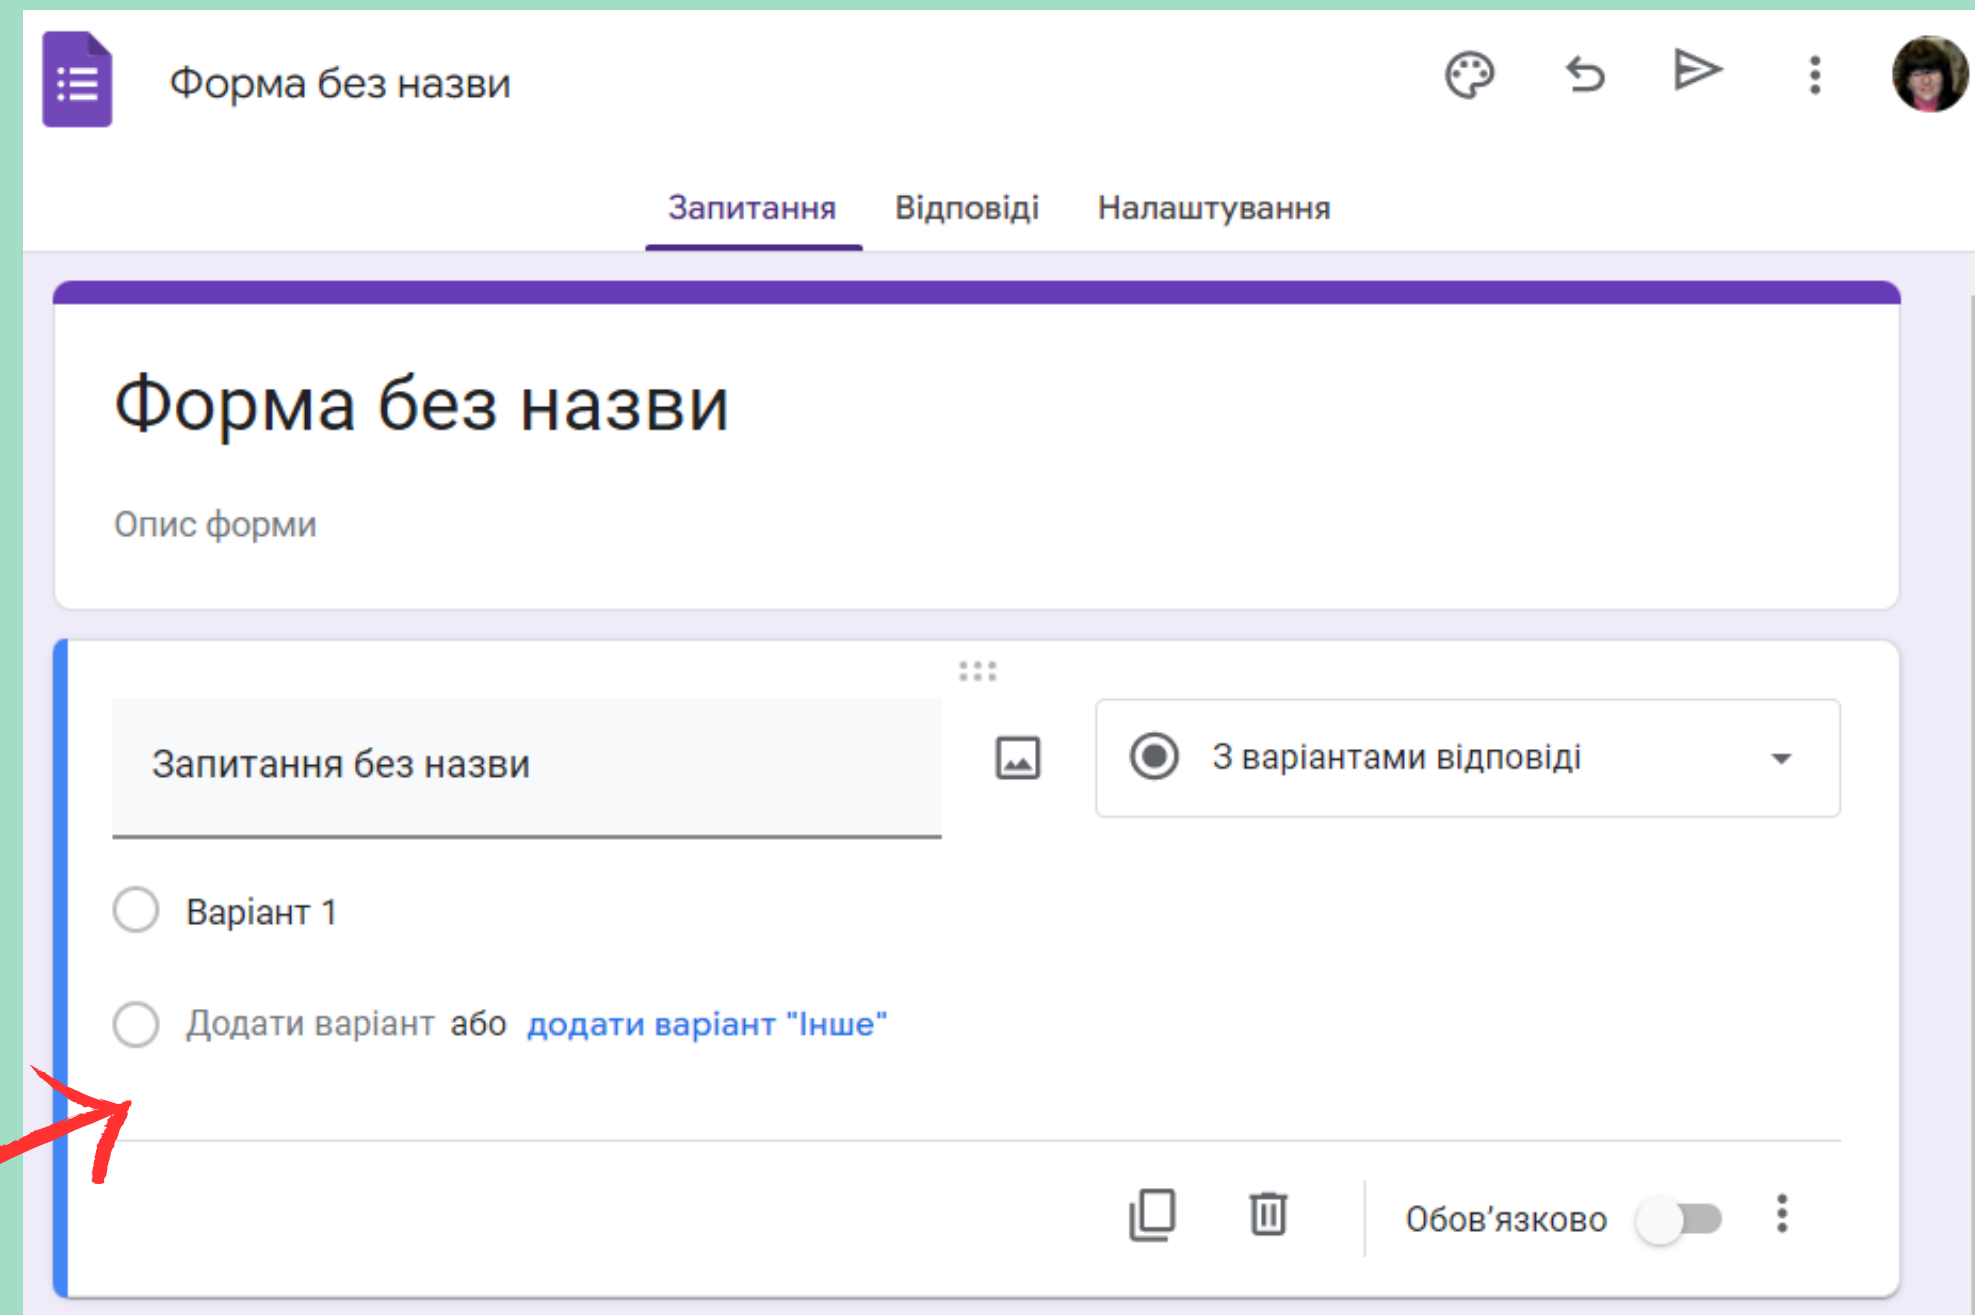 Форма без назви
Запитання Відповіді Налаштування
Форма без назви
Опис форми
Запитання без назви
З варіантами відповіді
Варіант 1
Додати варіант або додати варіант "Інше"
Обов'язково